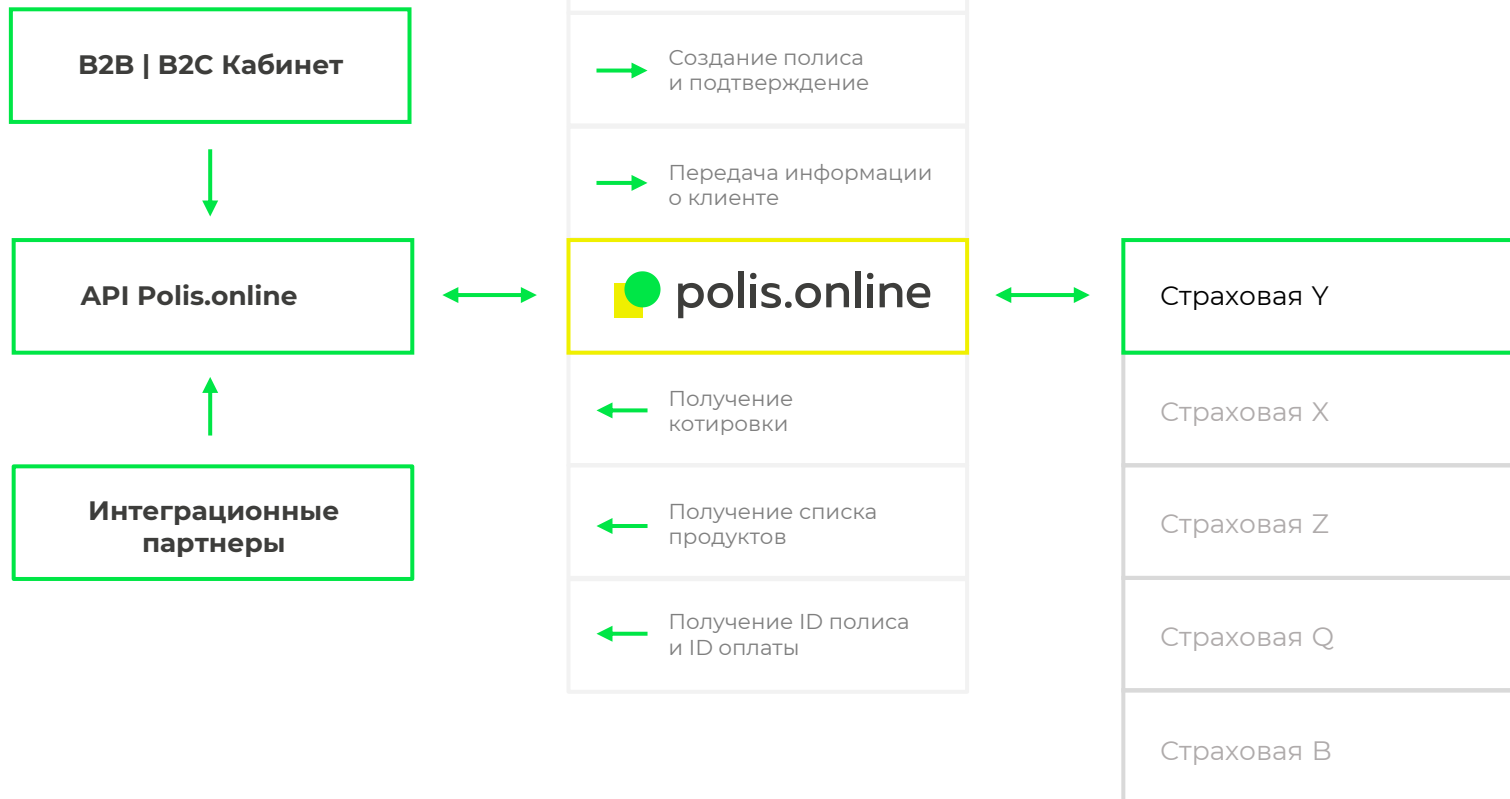 B2B | B2C Кабинет
API Polis.online
Интеграционные
партнеры
Создание полиса
и подтверждение
Передача информации
о клиенте
polis.online
Получение
котировки
Получение списка
продуктов
Получение ID полиса
и ID оплаты
Страховая Y
Страховая X
Страховая Z
Страховая Q
Страховая B